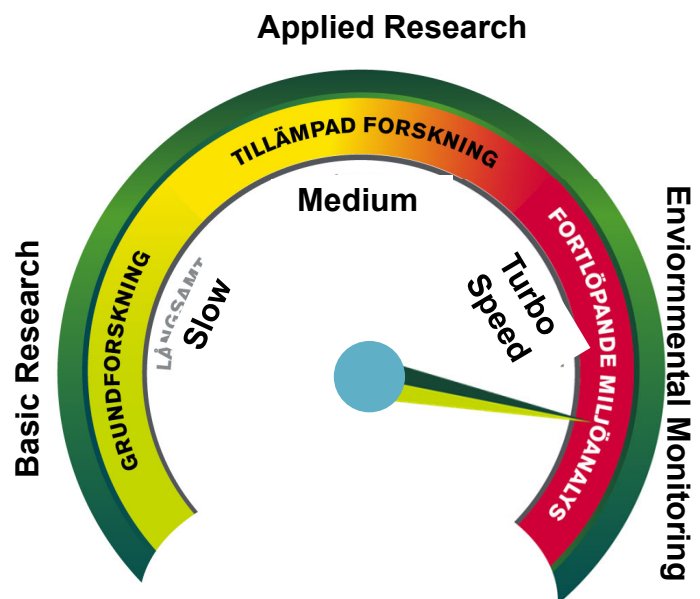 Applied Research
TILLÄMPAD FORSKNING
Medium
Basic Research
GRUNDFORSKNING
LÅNGSAMT
Slow
Turbo
Speed
FORTLÖPANDE MILJÖANALYS
Enviornmental Monitoring